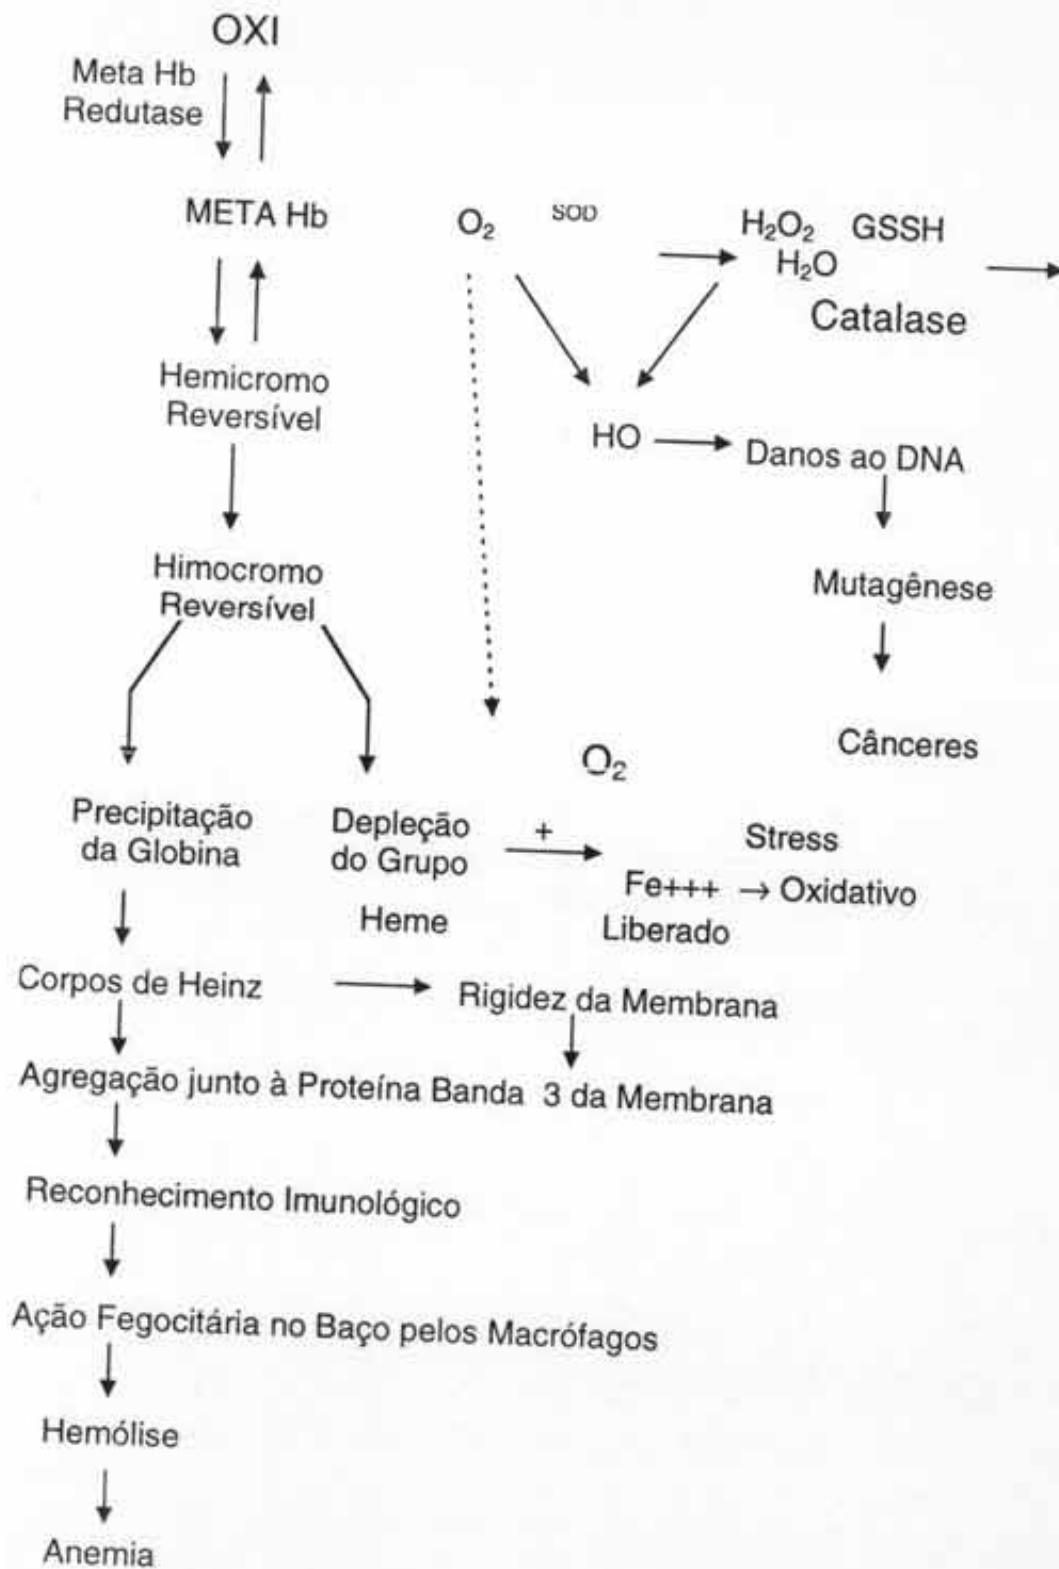 OXI
Meta Hb
Redutase
META Hb
O₂
SOD
H₂O₂ GSSH
H₂O
Catalase
Hemicromo
Reversível
HO
Danos ao DNA
Himocromo
Reversível
Mutagênese
Cânceres
O₂
Precipitação
da Globina
Depleção
do Grupo
Heme
+
Stress
Fe+++ → Oxidativo
Liberado
Corpos de Heinz
Rigidez da Membrana
Agregação junto à Proteína Banda 3 da Membrana
Reconhecimento Imunológico
Ação Fegocitária no Baço pelos Macrófagos
Hemólise
Anemia